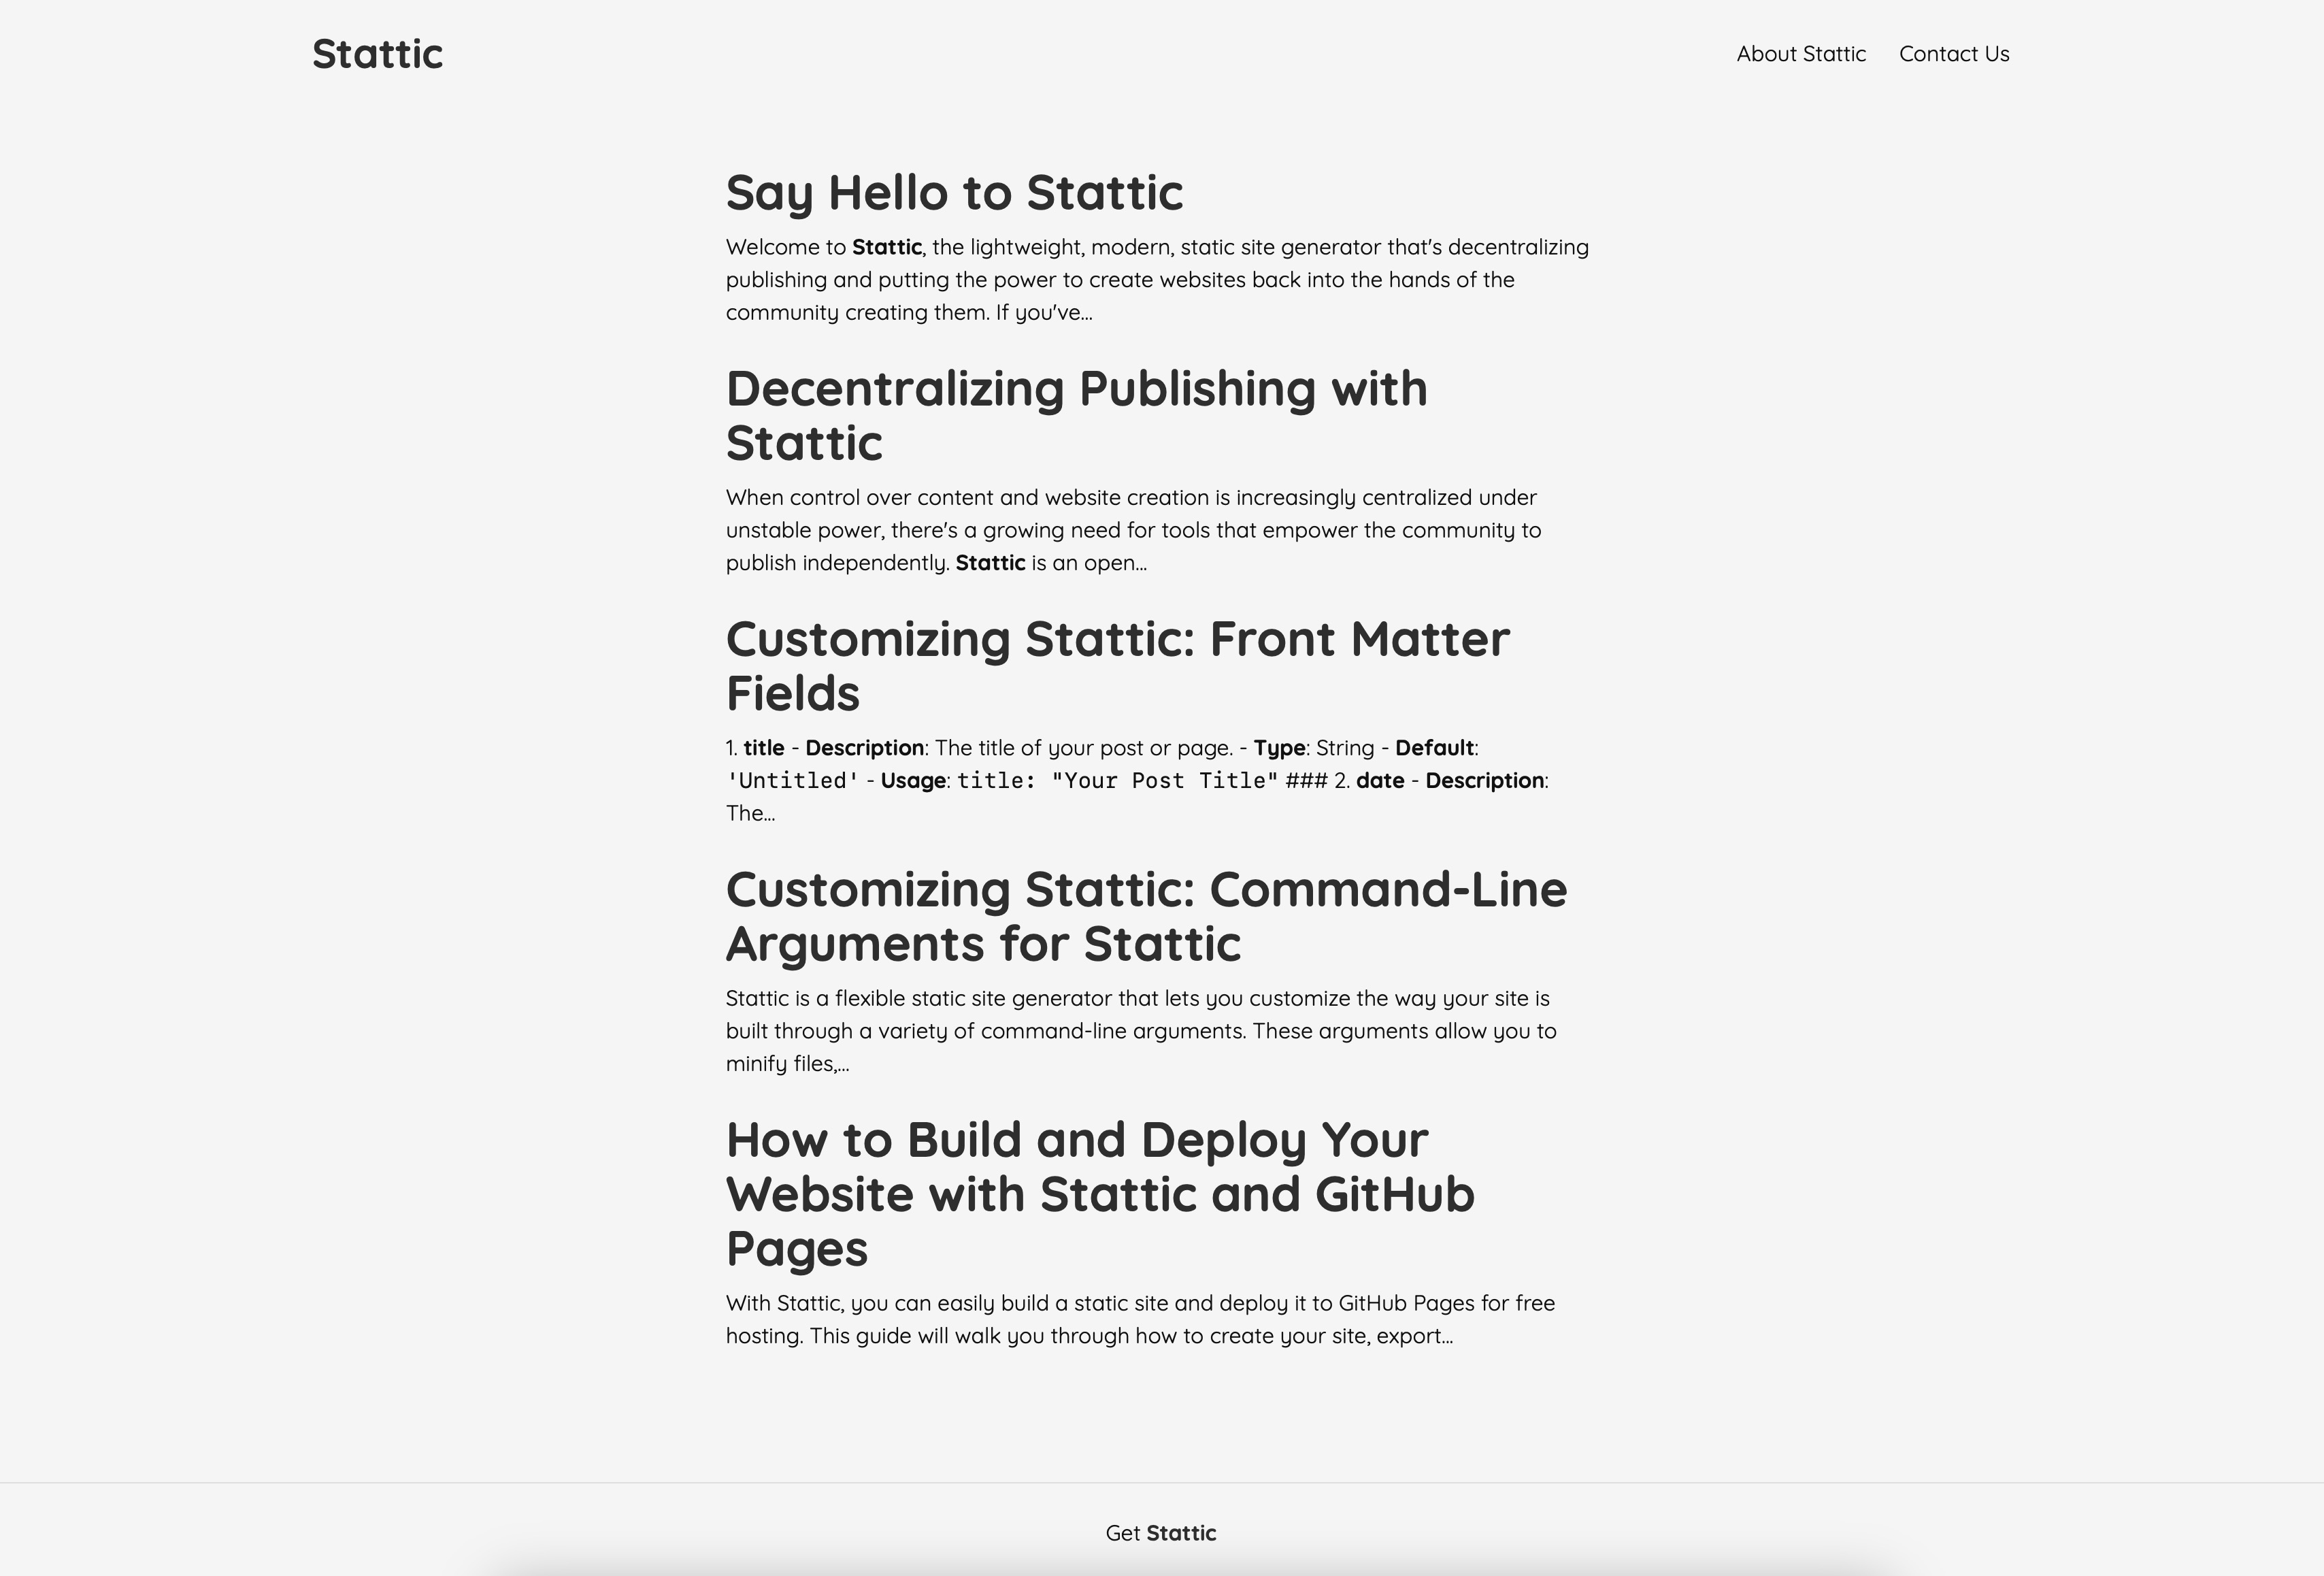 Stattic
About Stattic Contact Us
Say Hello to Stattic
Welcome to Stattic, the lightweight, modern, static site generator that's decentralizing
publishing and putting the power to create websites back into the hands of the
community creating them. If you've...
Decentralizing Publishing with
Stattic
When control over content and website creation is increasingly centralized under
unstable power, there's a growing need for tools that empower the community to
publish independently. Stattic is an open...
Customizing Stattic: Front Matter
Fields
1. title - Description: The title of your post or page. - Type: String - Default:
'Untitled' - Usage: title: "Your Post Title" ### 2. date - Description:
The...
Customizing Stattic: Command-Line
Arguments for Stattic
Stattic is a flexible static site generator that lets you customize the way your site is
built through a variety of command-line arguments. These arguments allow you to
minify files,...
How to Build and Deploy Your
Website with Stattic and GitHub
Pages
With Stattic, you can easily build a static site and deploy it to GitHub Pages for free
hosting. This guide will walk you through how to create your site, export...
Get Stattic